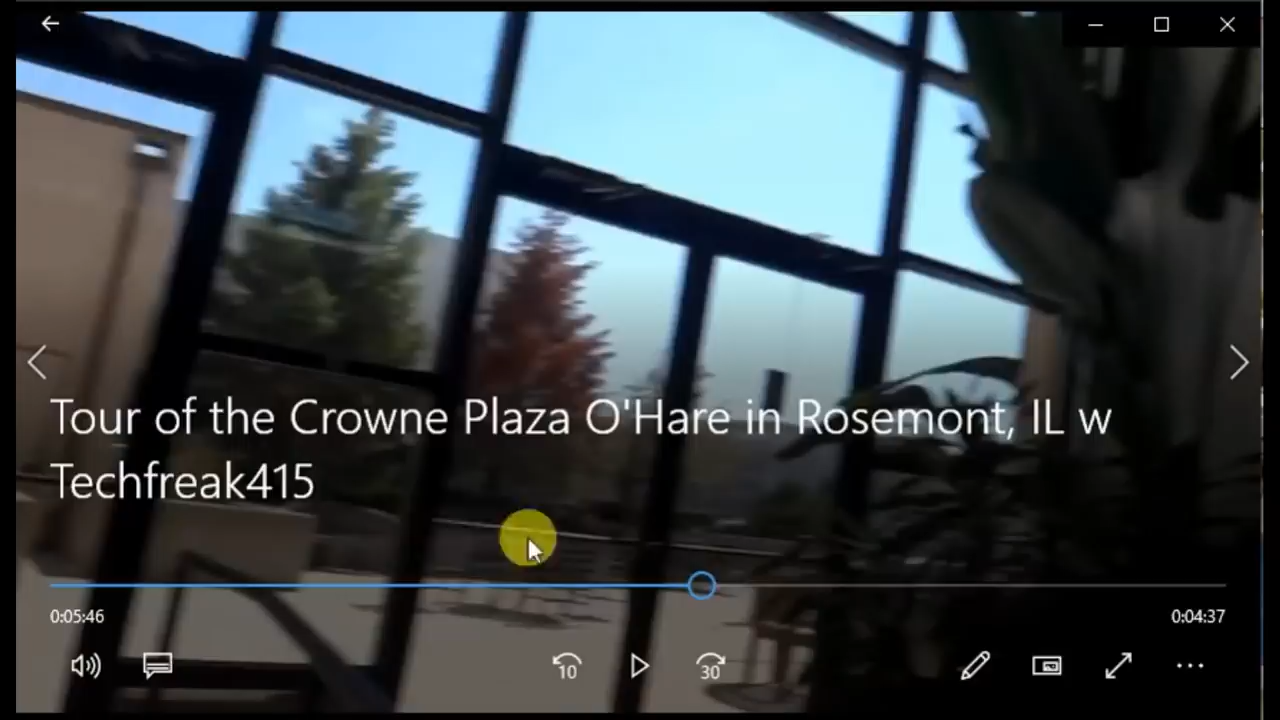 Tour of the Crowne Plaza O'Hare in Rosemont, IL w
Techfreak415
0:05:46
0:04:37
10
30